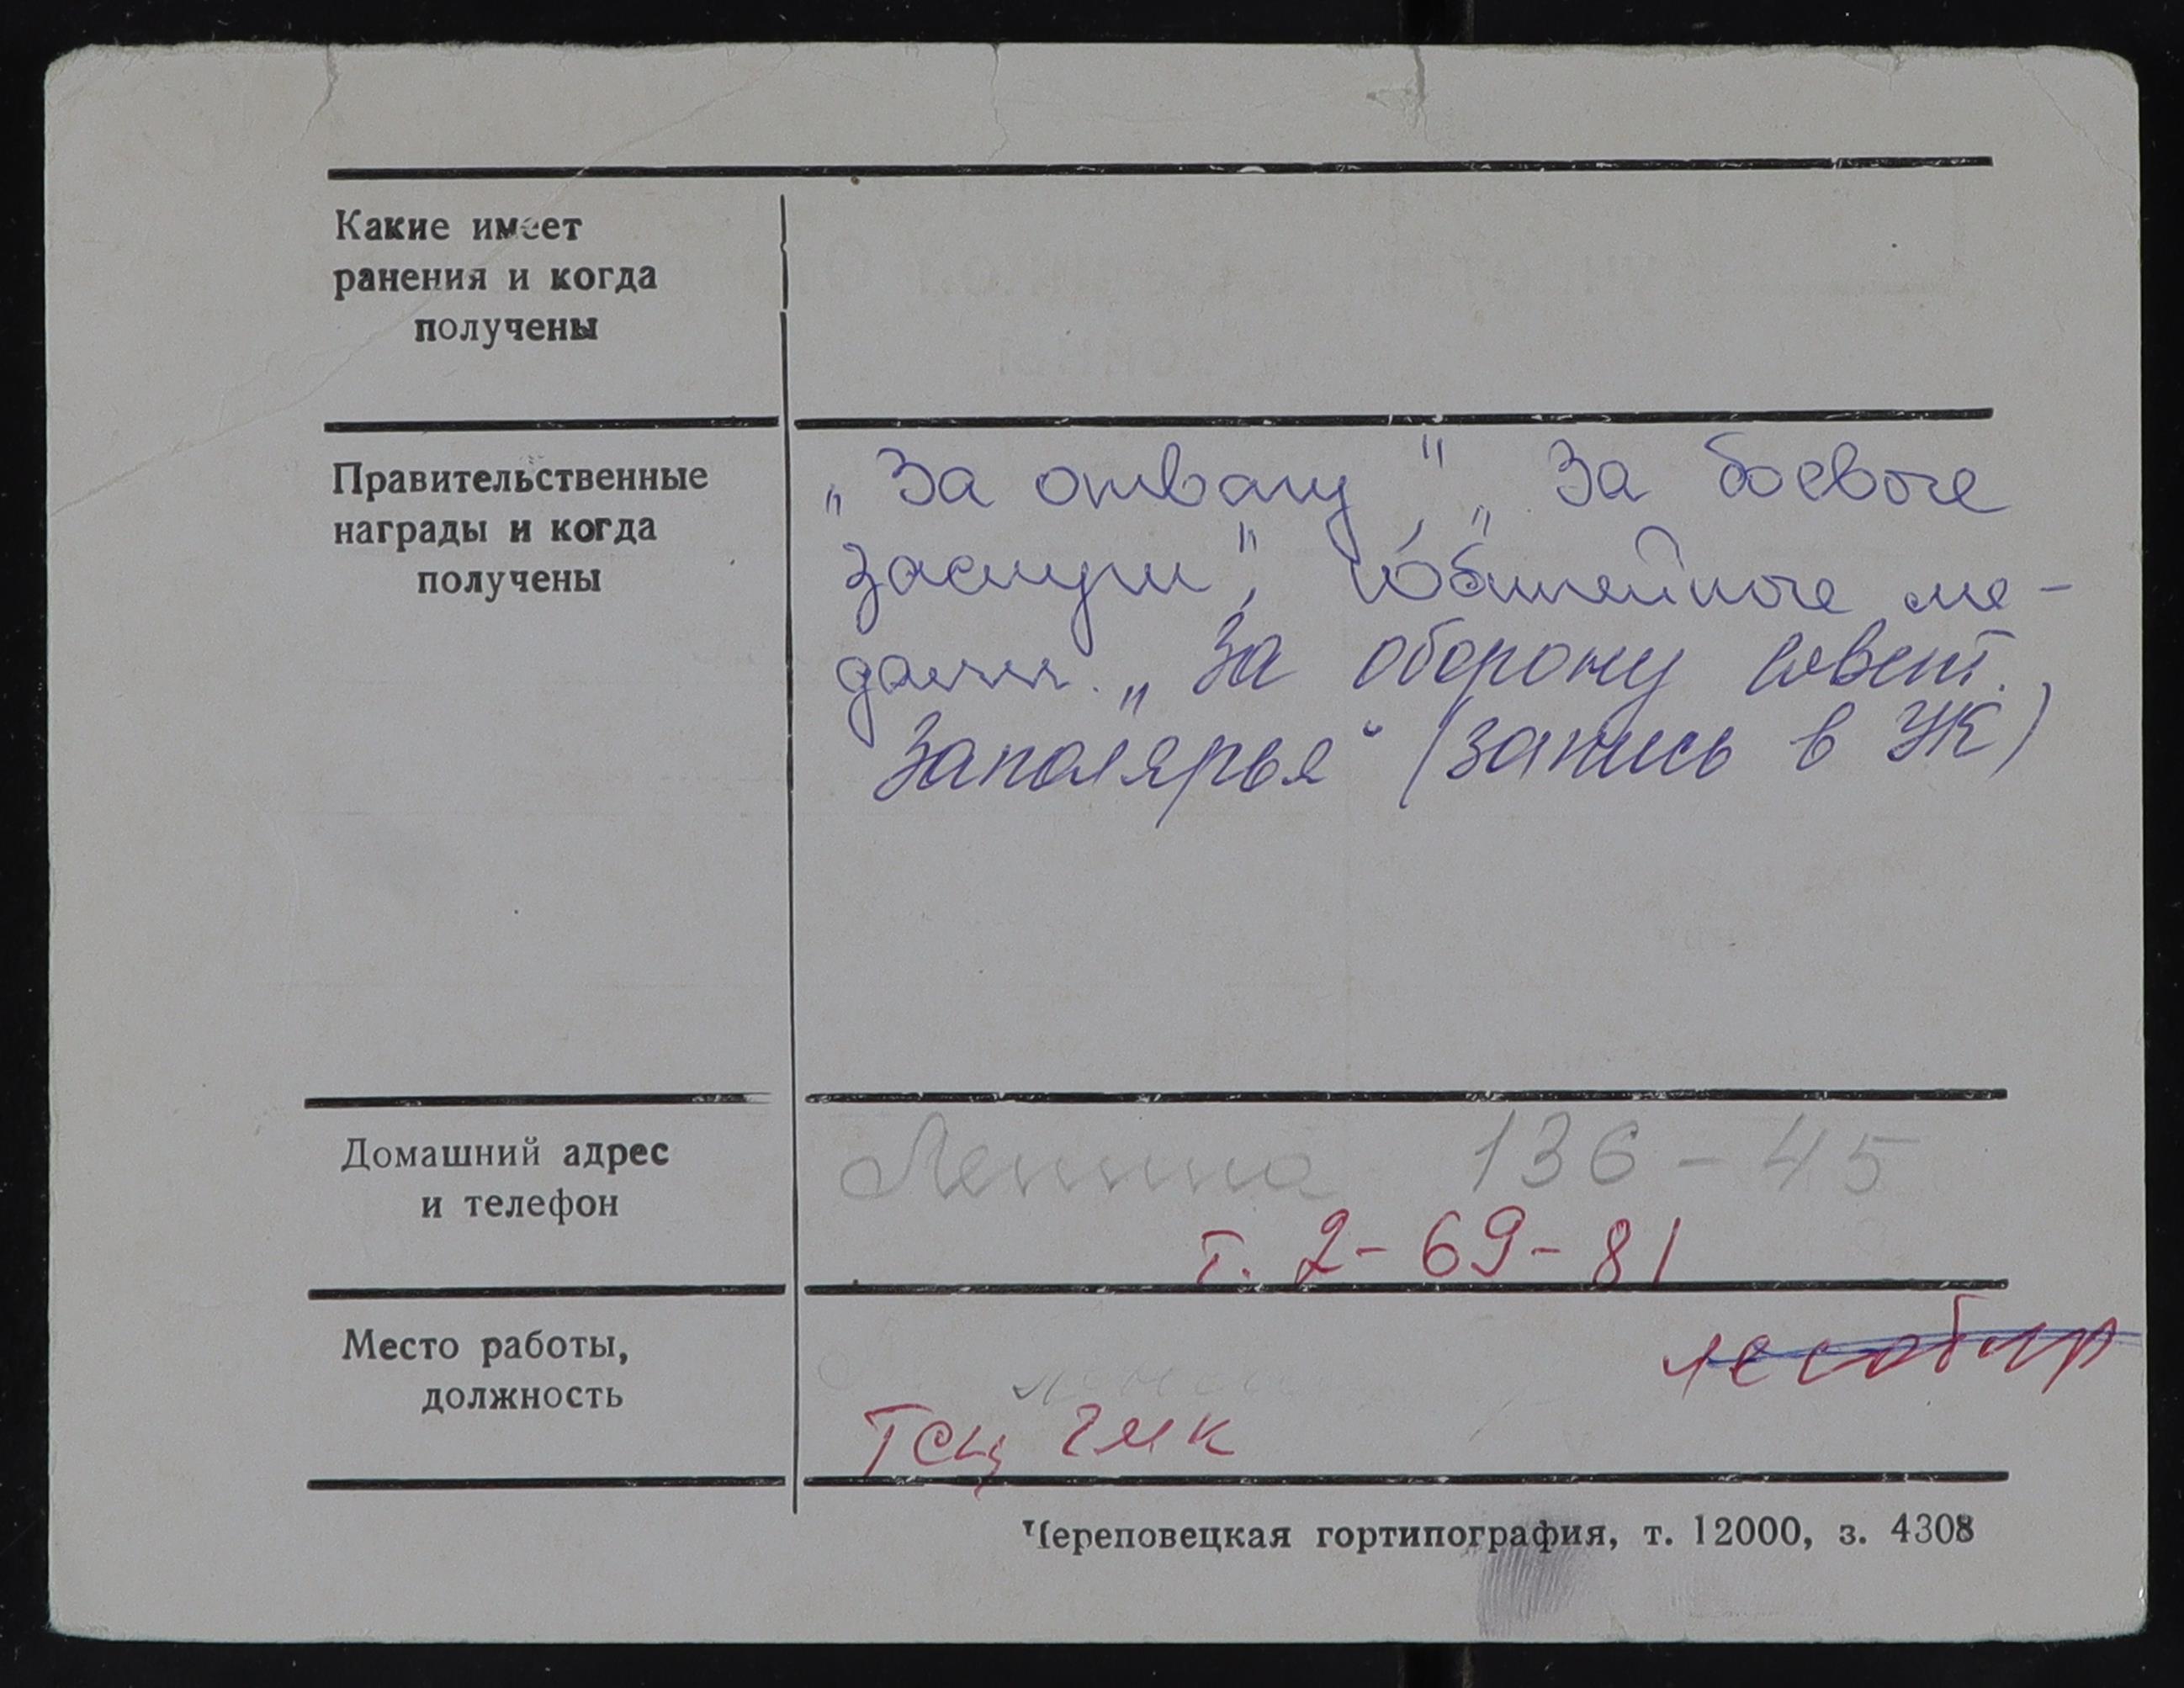 Какие имеет
ранения и когда
получены
Правительственные
награды и когда
получены
„За отвагу", „За боевые
заслуги", юбилейные ме-
дали. „За оборону Совет.
Заполярья“ (запись в УК)
Домашний адрес
и телефон
Ленина 136-45
т. 2-69-81
Место работы,
должность
ТСЦ ЧМК
Череповецкая гортипография, т. 12000, з. 4308